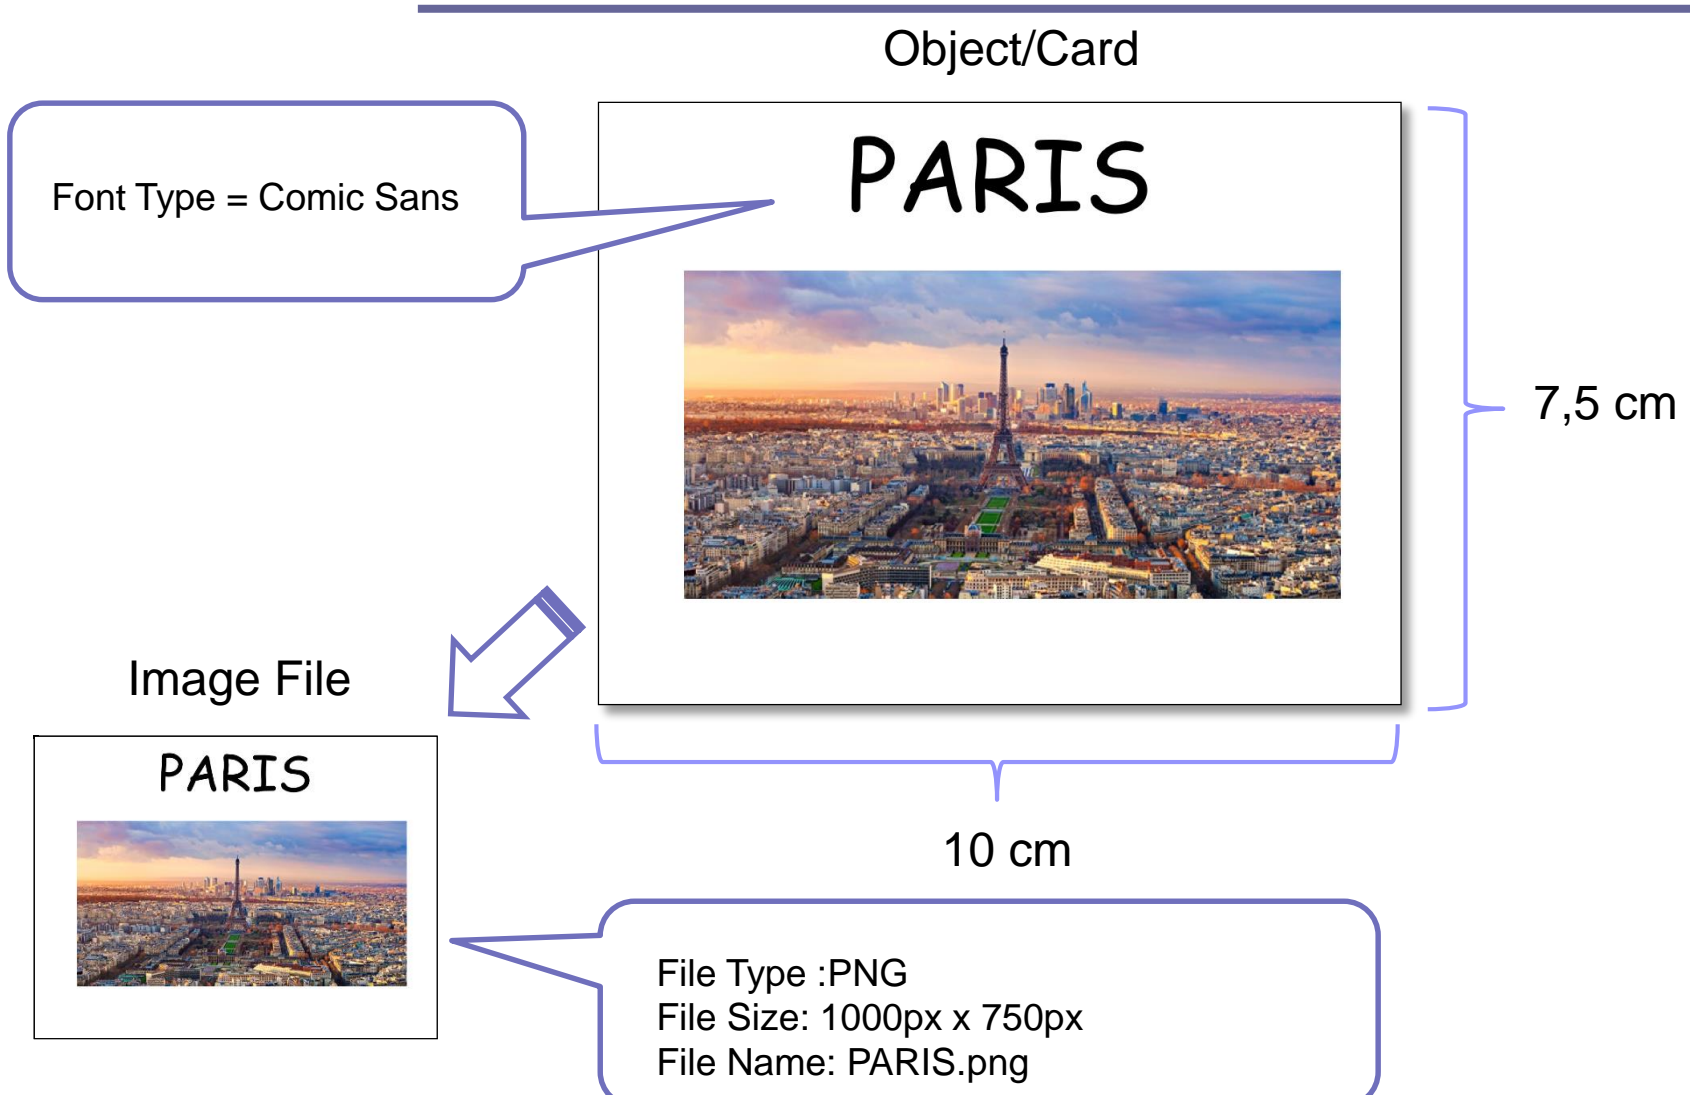 Object/Card
Font Type = Comic Sans
PARIS
7,5 cm
Image File
PARIS
10 cm
File Type :PNG
File Size: 1000px x 750px
File Name: PARIS.png